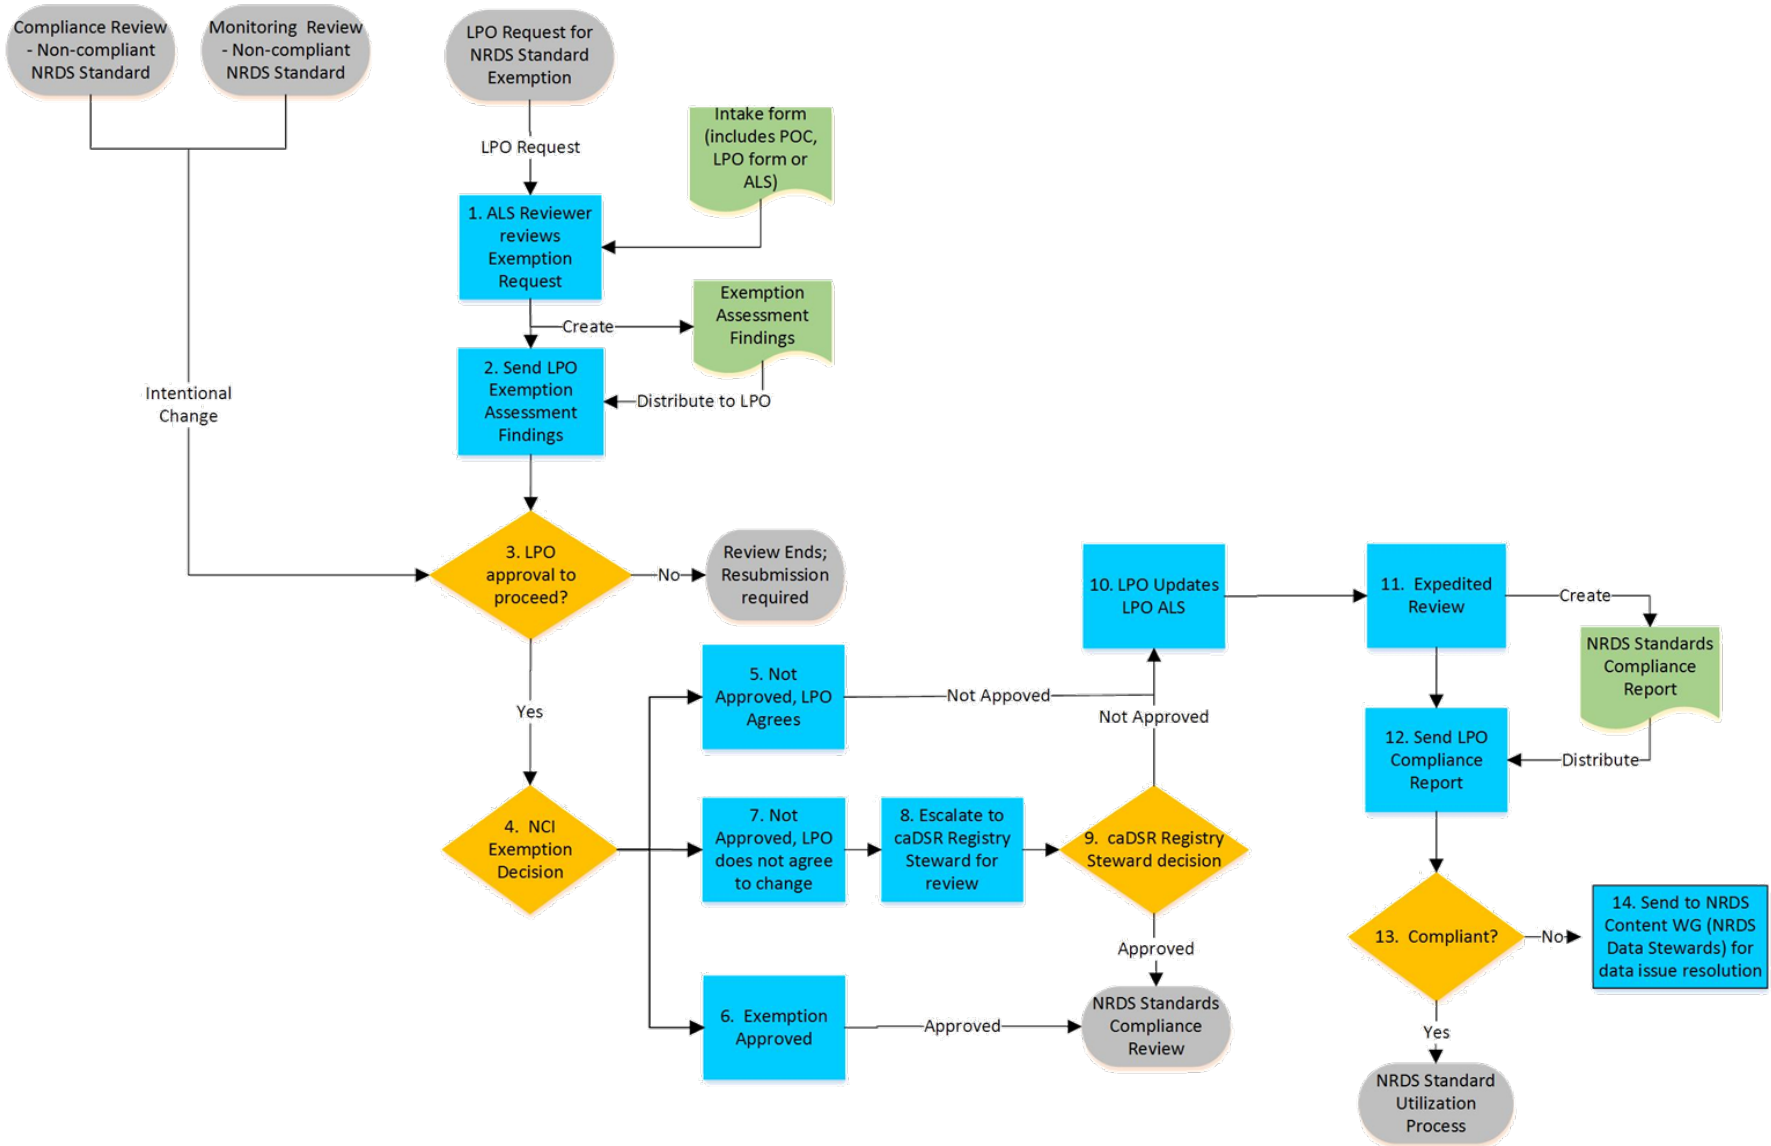 Compliance Review
- Non-compliant
NRDS Standard
Monitoring Review
- Non-compliant
NRDS Standard
LPO Request for
NRDS Standard
Exemption
LPO Request
Intake form
(includes POC,
LPO form or
ALS)
1. ALS Reviewer
reviews
Exemption
Request
Create
Exemption
Assessment
Findings
2. Send LPO
Exemption
Assessment
Findings
Distribute to LPO
Intentional
Change
3. LPO
approval to
proceed?
No
Review Ends;
Resubmission
required
Yes
4. NCI
Exemption
Decision
5. Not
Approved, LPO
Agrees
Not Appoved
7. Not
Approved, LPO
does not agree
to change
8. Escalate to
caDSR Registry
Steward for
review
9. caDSR Registry
Steward decision
Not Approved
Approved
6. Exemption
Approved
Approved
NRDS Standards
Compliance
Review
10. LPO Updates
LPO ALS
11. Expedited
Review
Create
NRDS Standards
Compliance
Report
Distribute
12. Send LPO
Compliance
Report
13. Compliant?
No
14. Send to NRDS
Content WG (NRDS
Data Stewards) for
data issue resolution
Yes
NRDS Standard
Utilization
Process